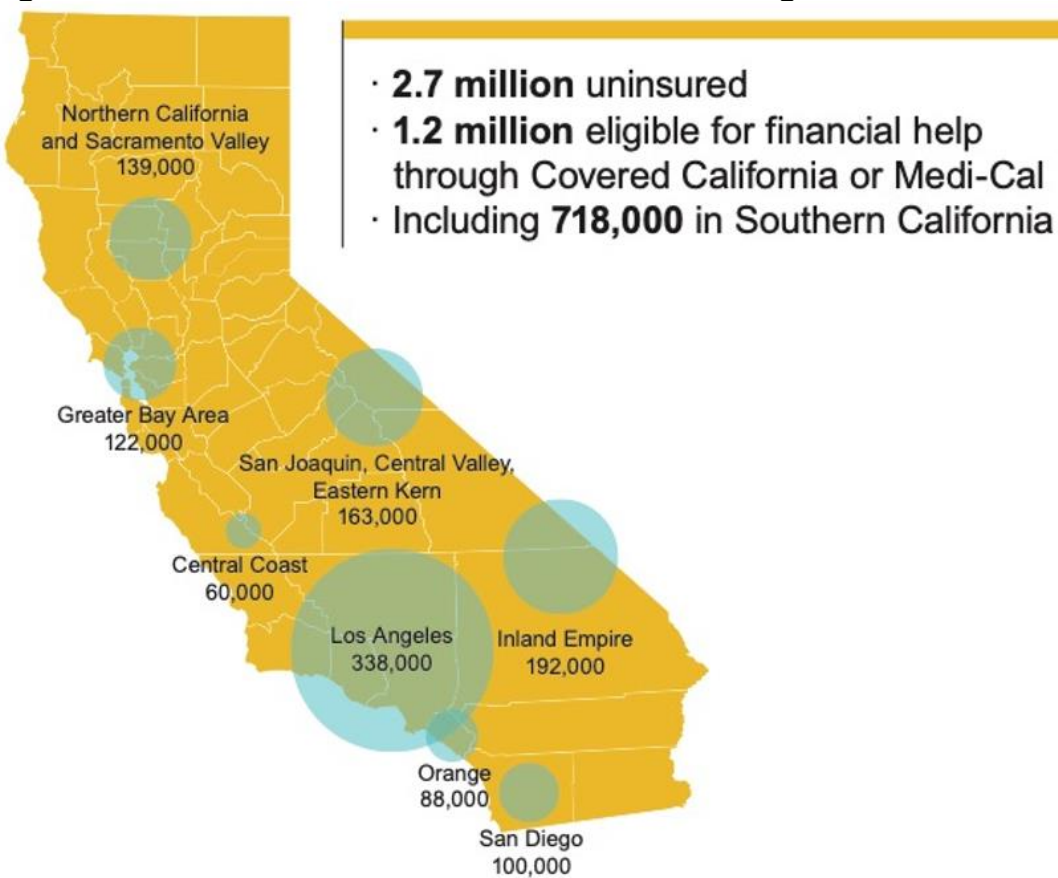 · 2.7 million uninsured
· 1.2 million eligible for financial help
through Covered California or Medi-Cal
· Including 718,000 in Southern California
Northern California
and Sacramento Valley
139,000
Greater Bay Area
122,000
San Joaquin, Central Valley,
Eastern Kern
163,000
Central Coast
60,000
Los Angeles
338,000
Inland Empire
192,000
Orange
88,000
San Diego
100,000